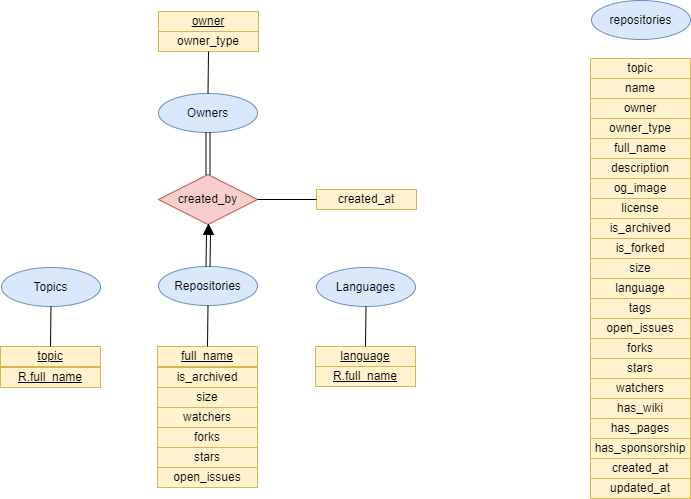 owner
owner_type
Owners
created_by
created_at
Topics
topic
R.full_name
Repositories
full_name
is_archived
size
watchers
forks
stars
open_issues
Languages
language
R.full_name
repositories
topic
name
owner
owner_type
full_name
description
og_image
license
is_archived
is_forked
size
language
tags
open_issues
forks
stars
watchers
has_wiki
has_pages
has_sponsorship
created_at
updated_at